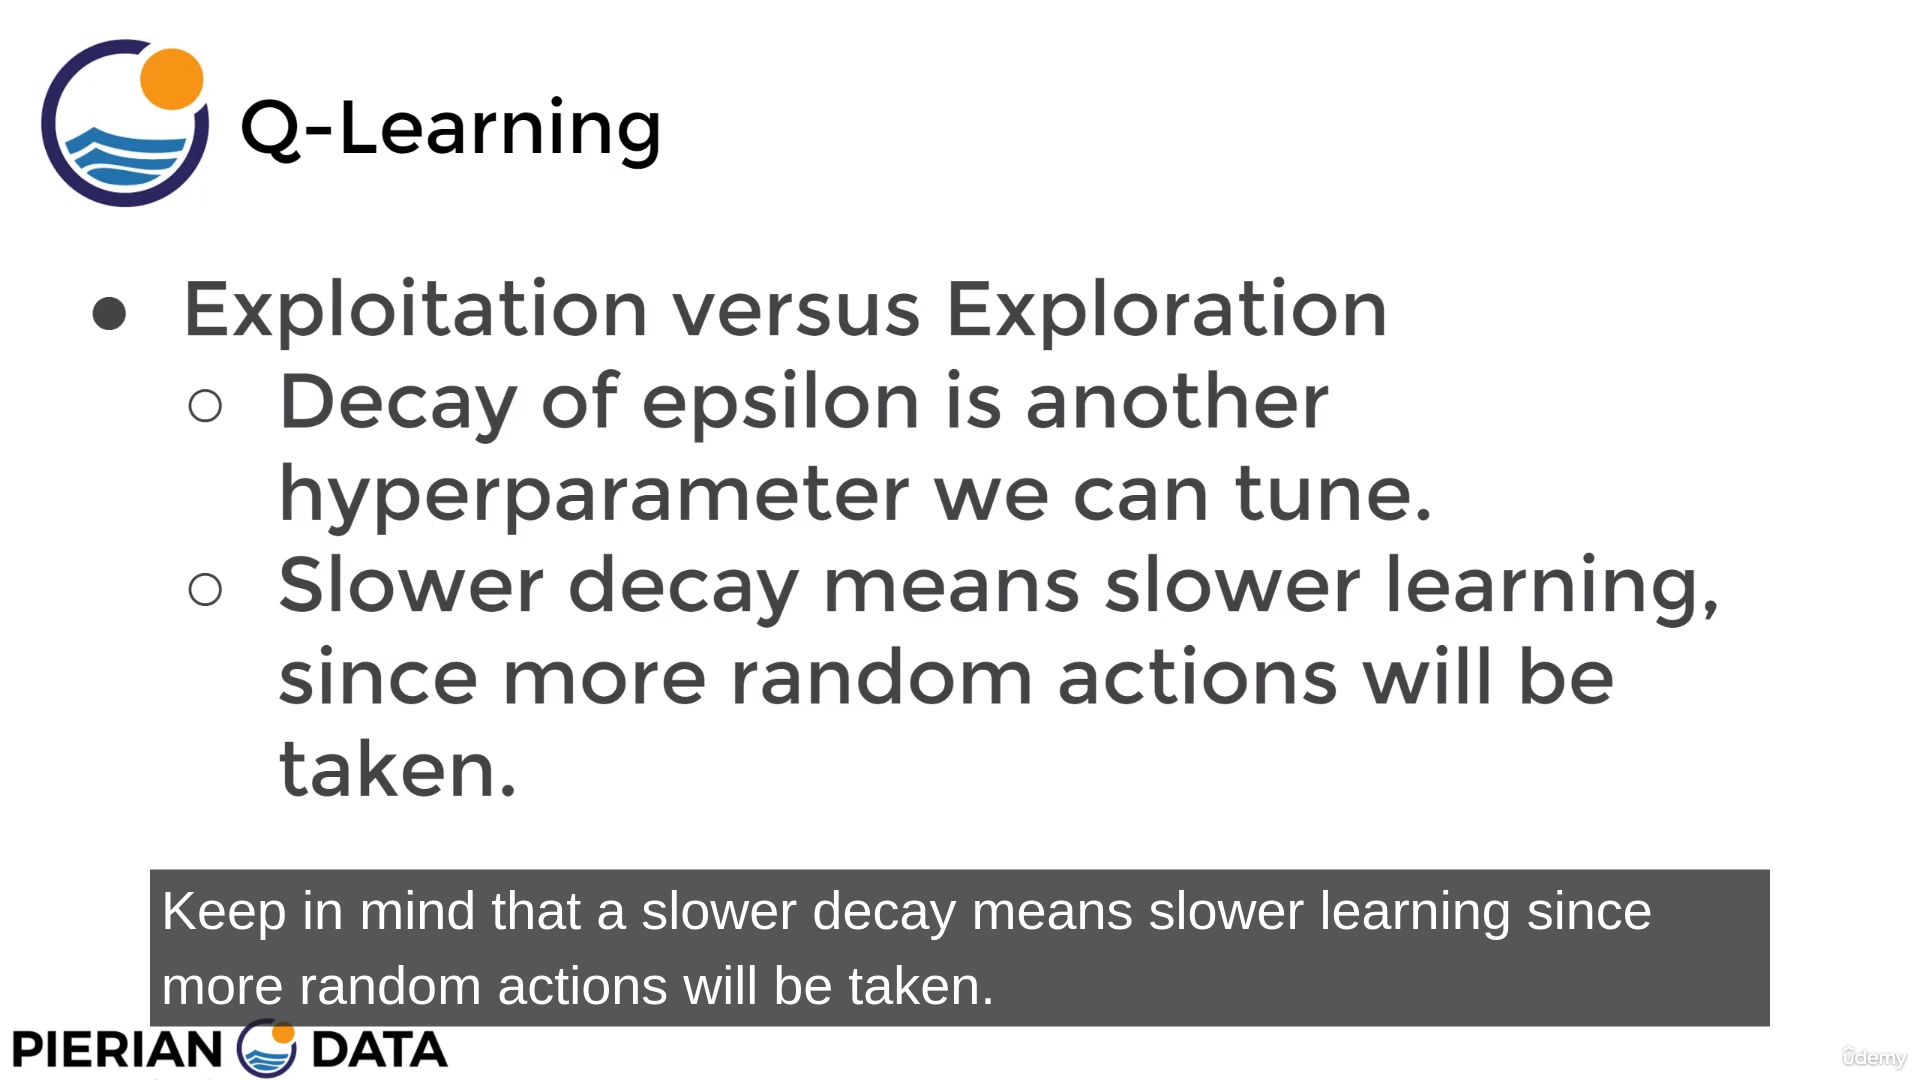 Q-Learning
● Exploitation versus Exploration
○ Decay of epsilon is another
hyperparameter we can tune.
○ Slower decay means slower learning,
since more random actions will be
taken.
Keep in mind that a slower decay means slower learning since
more random actions will be taken.
PIERIAN DATA
ûdemy